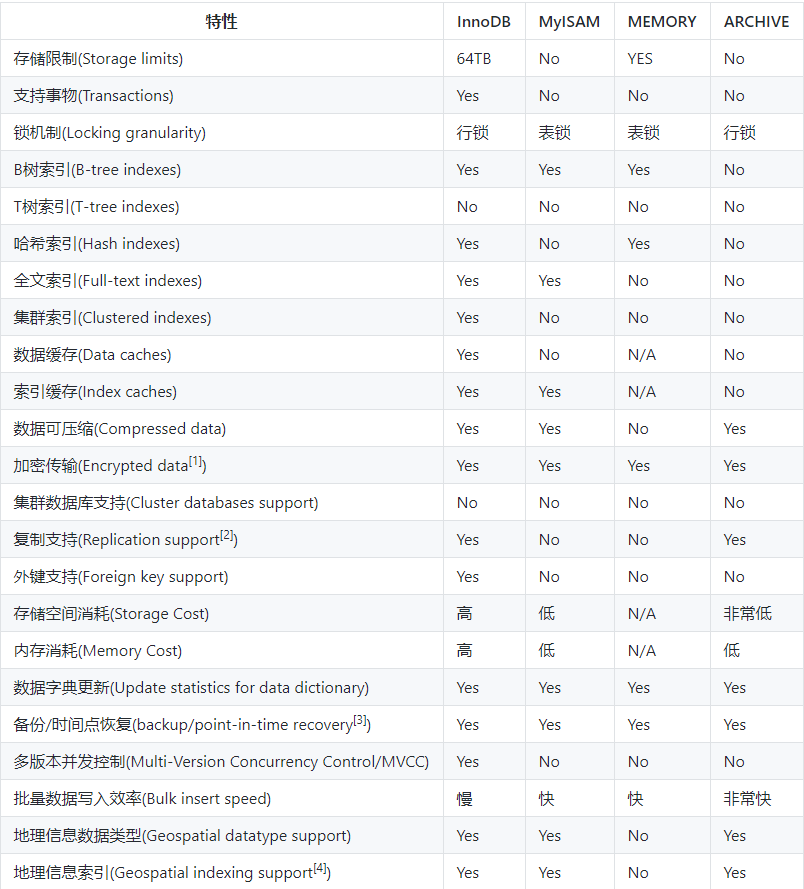 特性 InnoDB MyISAM MEMORY ARCHIVE
存储限制(Storage limits) 64TB No YES No
支持事物(Transactions) Yes No No No
锁机制(Locking granularity) 行锁 表锁 表锁 行锁
B树索引(B-tree indexes) Yes Yes Yes No
T树索引(T-tree indexes) No No No No
哈希索引(Hash indexes) Yes No Yes No
全文索引(Full-text indexes) Yes Yes No No
集群索引(Clustered indexes) Yes No No No
数据缓存(Data caches) Yes No N/A No
索引缓存(Index caches) Yes Yes N/A No
数据可压缩(Compressed data) Yes Yes No Yes
加密传输(Encrypted data[1]) Yes Yes Yes Yes
集群数据库支持(Cluster databases support) No No No No
复制支持(Replication support[2]) Yes No No Yes
外键支持(Foreign key support) Yes No No No
存储空间消耗(Storage Cost) 高 低 N/A 非常低
内存消耗(Memory Cost) 高 低 N/A 低
数据字典更新(Update statistics for data dictionary) Yes Yes Yes Yes
备份/时间点恢复(backup/point-in-time recovery[3]) Yes Yes Yes Yes
多版本并发控制(Multi-Version Concurrency Control/MVCC) Yes No No No
批量数据写入效率(Bulk insert speed) 慢 快 快 非常快
地理信息数据类型(Geospatial datatype support) Yes Yes No Yes
地理信息索引(Geospatial indexing support[4]) Yes Yes No Yes